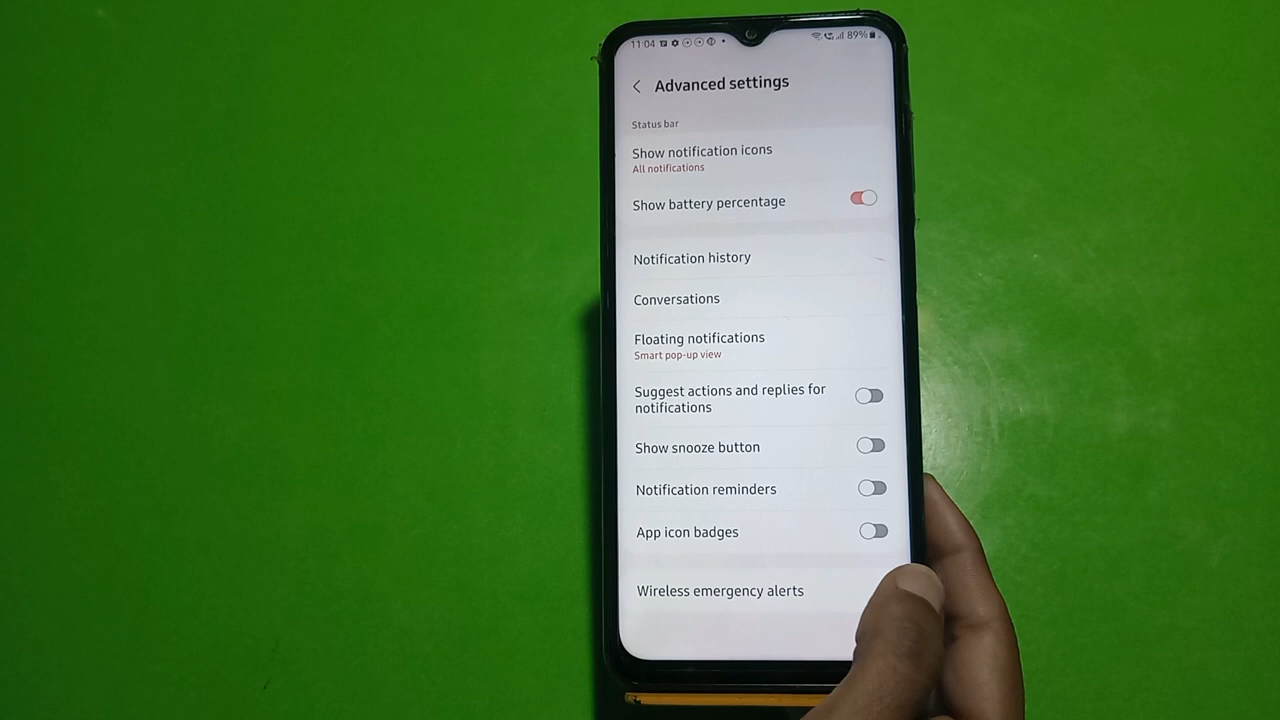 11:04 89%
Advanced settings
Status bar
Show notification icons
All notifications
Show battery percentage
Notification history
Conversations
Floating notifications
Smart pop-up view
Suggest actions and replies for
notifications
Show snooze button
Notification reminders
App icon badges
Wireless emergency alerts